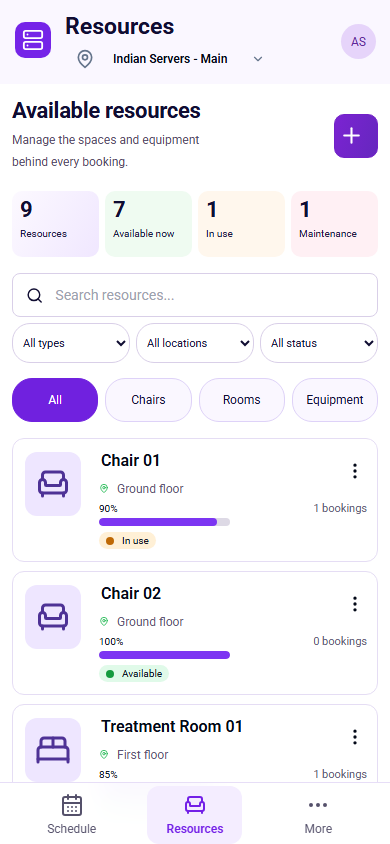 Resources
Indian Servers - Main
AS
Available resources
Manage the spaces and equipment
behind every booking.
9
Resources
7
Available now
1
In use
1
Maintenance
Search resources...
All types
All locations
All status
All
Chairs
Rooms
Equipment
Chair 01
Ground floor
90%
1 bookings
In use
Chair 02
Ground floor
100%
0 bookings
Available
Treatment Room 01
First floor
85%
1 bookings
Schedule
Resources
More